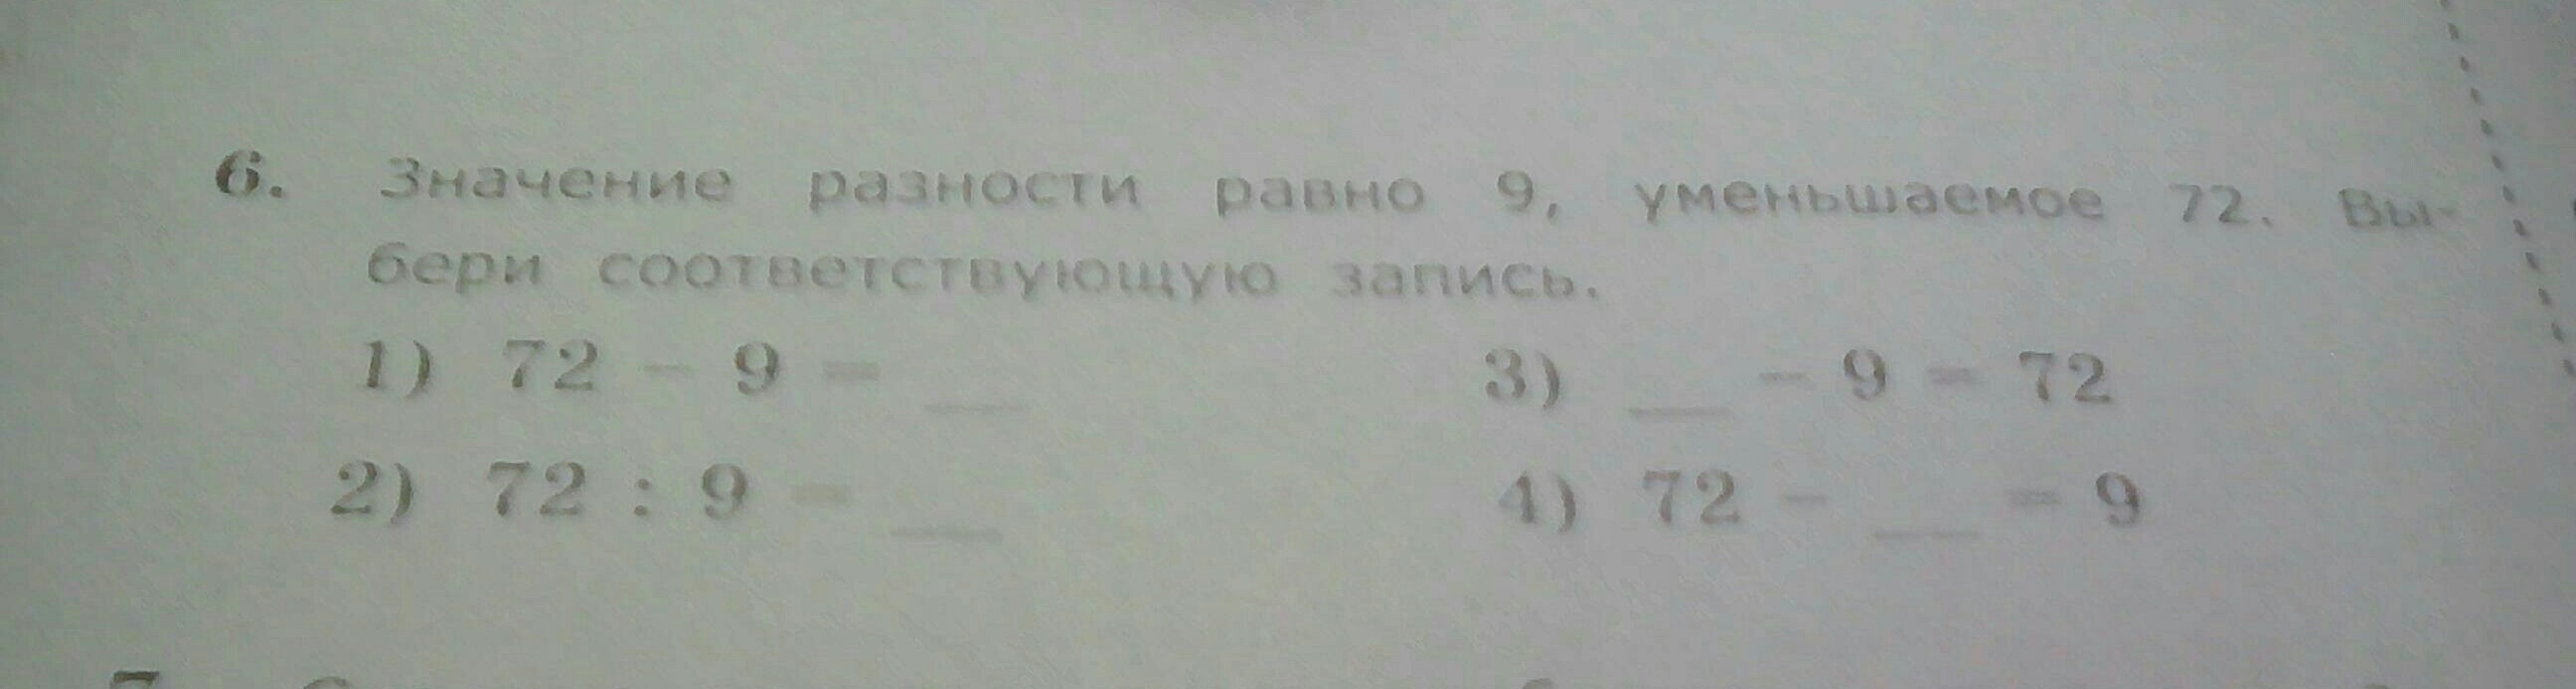 6. Значение разности равно 9, уменьшаемое 72. Вы-
бери соответствующую запись.
1) 72 – 9 = __
3) __ – 9 = 72
2) 72 : 9 = __
4) 72 – __ = 9